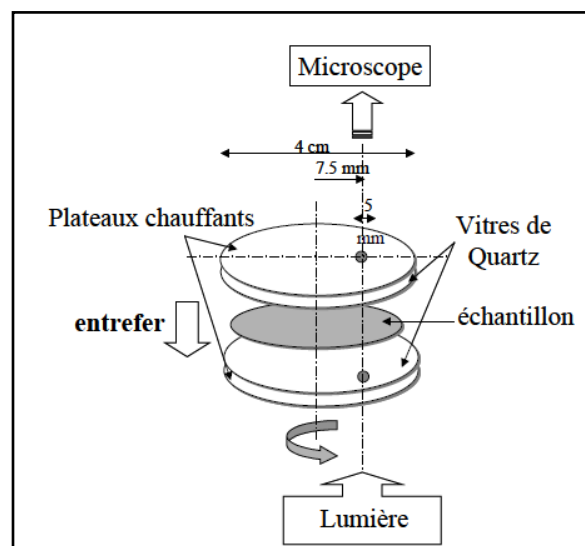 Microscope
4 cm
7.5 mm
5
mm
Plateaux chauffants
Vitres de
Quartz
entrefer
échantillon
Lumière